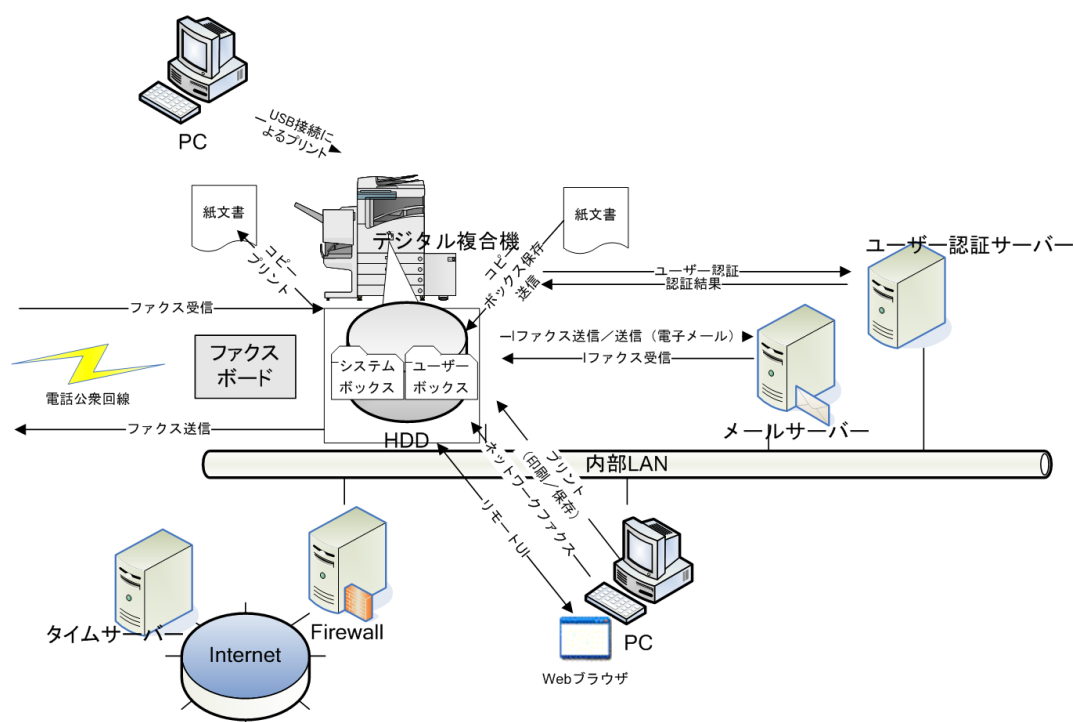 PC
USB接続に
よるプリント
紙文書
紙文書
デジタル複合機
コピー
プリント
コピー
ボックス保存
送信
ユーザー認証サーバー
ユーザー認証
認証結果
ファクス受信
Iファクス送信／送信（電子メール）
Iファクス受信
ファクス
ボード
システム
ボックス
ユーザー
ボックス
電話公衆回線
ファクス送信
HDD
メールサーバー
内部LAN
プリント
（印刷／保存）
ネットワークファクス
リモートUI
タイムサーバー
Firewall
Internet
PC
Webブラウザ